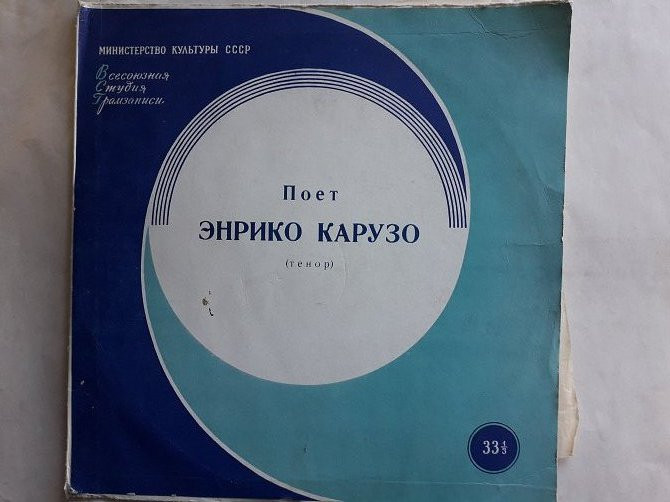 МИНИСТЕРСТВО КУЛЬТУРЫ СССР
Всесоюзная
Студия
Грамзаписи
Поет
ЭНРИКО КАРУЗО
(тенор)
33⅓